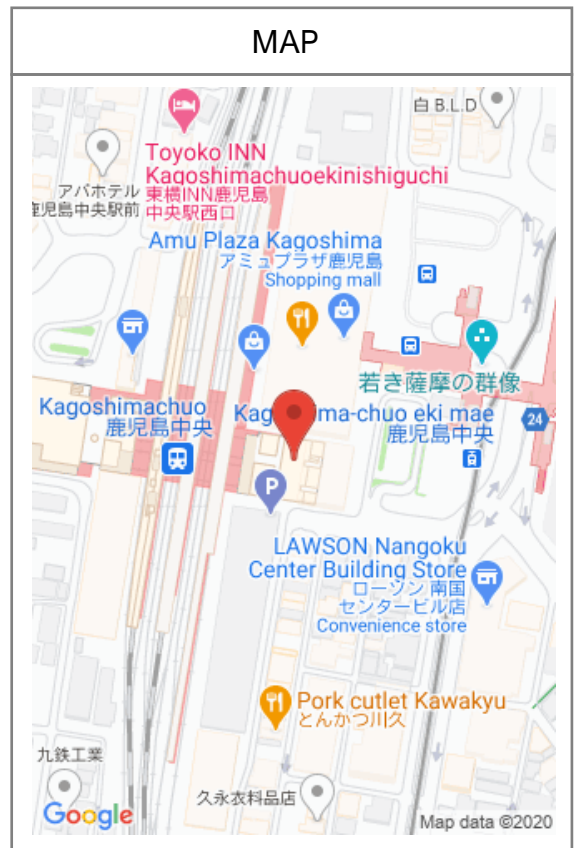 MAP
白 B.L.D
Toyoko INN
Kagoshimachuoekinishiguchi
東横INN鹿児島
中央駅西口
アパホテル
鹿児島中央駅前
Amu Plaza Kagoshima
アミュプラザ鹿児島
Shopping mall
若き薩摩の群像
Kagoshimachuo
鹿児島中央
ma-chuo eki mae
鹿児島中央
24
P
LAWSON Nangoku
Center Building Store
ローソン 南国
センタービル店
Convenience store
Pork cutlet Kawakyu
とんかつ川久
九鉄工業
久永衣料品店
Google
Map data ©2020